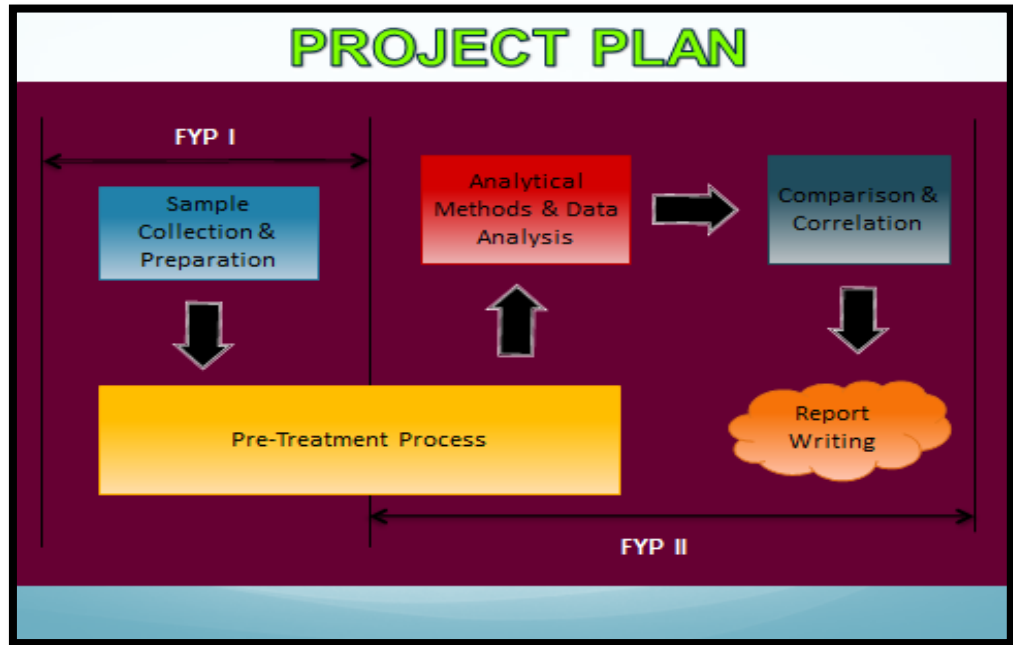 PROJECT PLAN
FYP I
Sample
Collection &
Preparation
Analytical
Methods & Data
Analysis
Comparison &
Correlation
Pre-Treatment Process
Report
Writing
FYP II